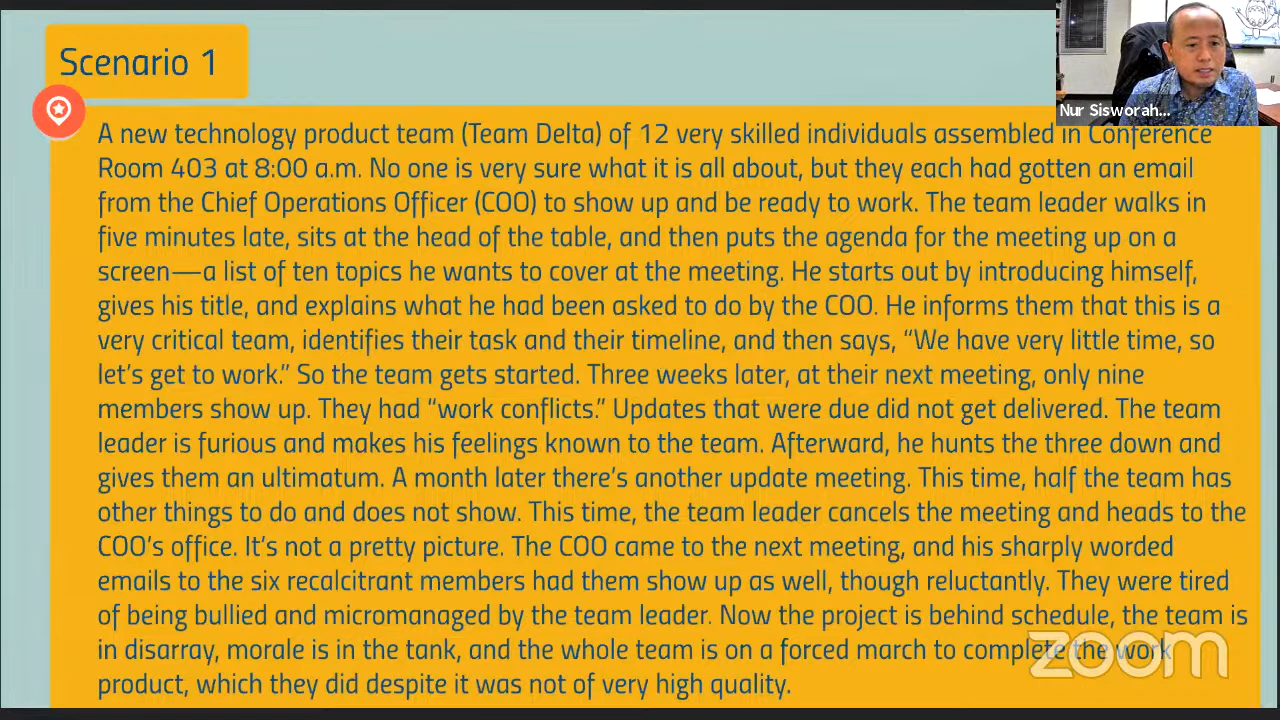 Scenario 1
Nur Sisworah...
A new technology product team (Team Delta) of 12 very skilled individuals assembled in Conference
Room 403 at 8:00 a.m. No one is very sure what it is all about, but they each had gotten an email
from the Chief Operations Officer (COO) to show up and be ready to work. The team leader walks in
five minutes late, sits at the head of the table, and then puts the agenda for the meeting up on a
screen—a list of ten topics he wants to cover at the meeting. He starts out by introducing himself,
gives his title, and explains what he had been asked to do by the COO. He informs them that this is a
very critical team, identifies their task and their timeline, and then says, “We have very little time, so
let’s get to work.” So the team gets started. Three weeks later, at their next meeting, only nine
members show up. They had “work conflicts.” Updates that were due did not get delivered. The team
leader is furious and makes his feelings known to the team. Afterward, he hunts the three down and
gives them an ultimatum. A month later there’s another update meeting. This time, half the team has
other things to do and does not show. This time, the team leader cancels the meeting and heads to the
COO’s office. It’s not a pretty picture. The COO came to the next meeting, and his sharply worded
emails to the six recalcitrant members had them show up as well, though reluctantly. They were tired
of being bullied and micromanaged by the team leader. Now the project is behind schedule, the team is
in disarray, morale is in the tank, and the whole team is on a forced march to complete the work
product, which they did despite it was not of very high quality.
zoom